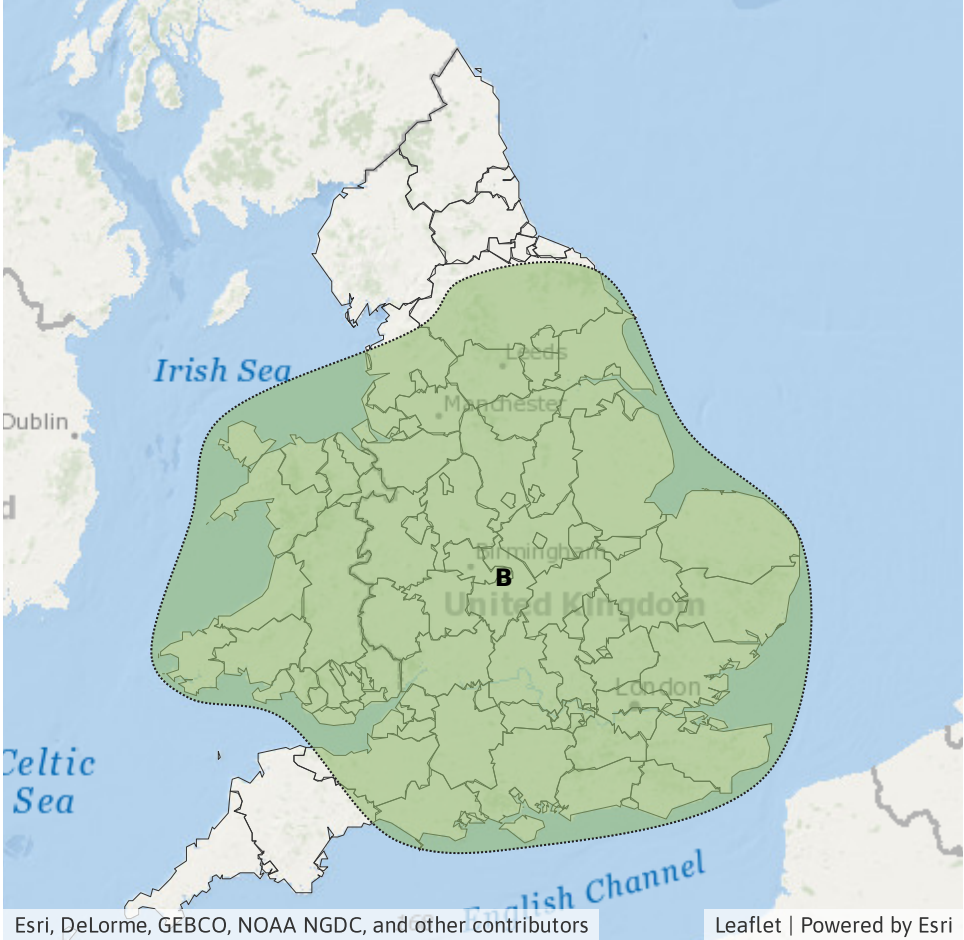 Leeds
Irish Sea
Manchester
Dublin
d
Birmingham
B
United Kingdom
London
Celtic
Sea
English Channel
Esri, DeLorme, GEBCO, NOAA NGDC, and other contributors
Leaflet | Powered by Esri